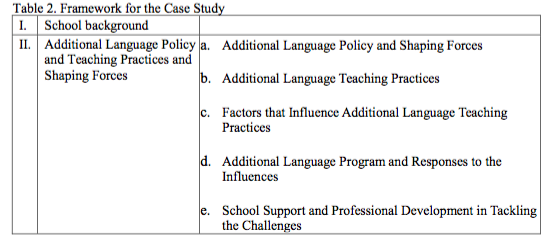 Table 2. Framework for the Case Study
I. School background
II. Additional Language Policy and Teaching Practices and Shaping Forces
a. Additional Language Policy and Shaping Forces
b. Additional Language Teaching Practices
c. Factors that Influence Additional Language Teaching
Practices
d. Additional Language Program and Responses to the
Influences
e. School Support and Professional Development in Tackling
the Challenges